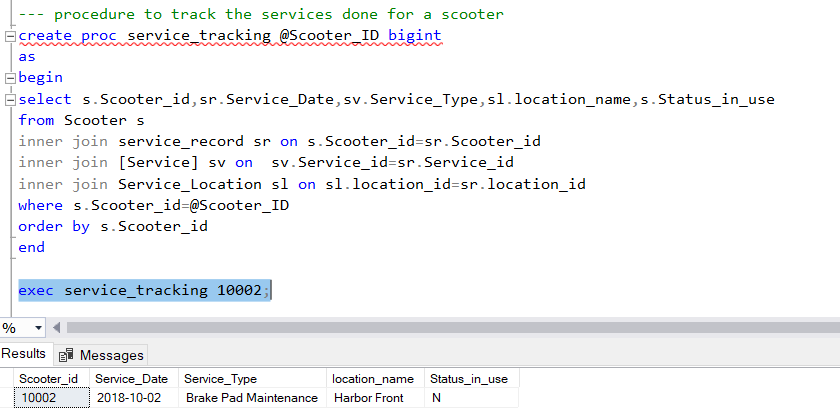 --- procedure to track the services done for a scooter
create proc service_tracking @Scooter_ID bigint
as
begin
select s.Scooter_id,sr.Service_Date,sv.Service_Type,sl.location_name,s.Status_in_use
from Scooter s
inner join service_record sr on s.Scooter_id=sr.Scooter_id
inner join [Service] sv on  sv.Service_id=sr.Service_id
inner join Service_Location sl on sl.location_id=sr.location_id
where s.Scooter_id=@Scooter_ID
order by s.Scooter_id
end
exec service_tracking 10002;
%
Results Messages
Scooter_id Service_Date Service_Type location_name Status_in_use
10002 2018-10-02 Brake Pad Maintenance Harbor Front N